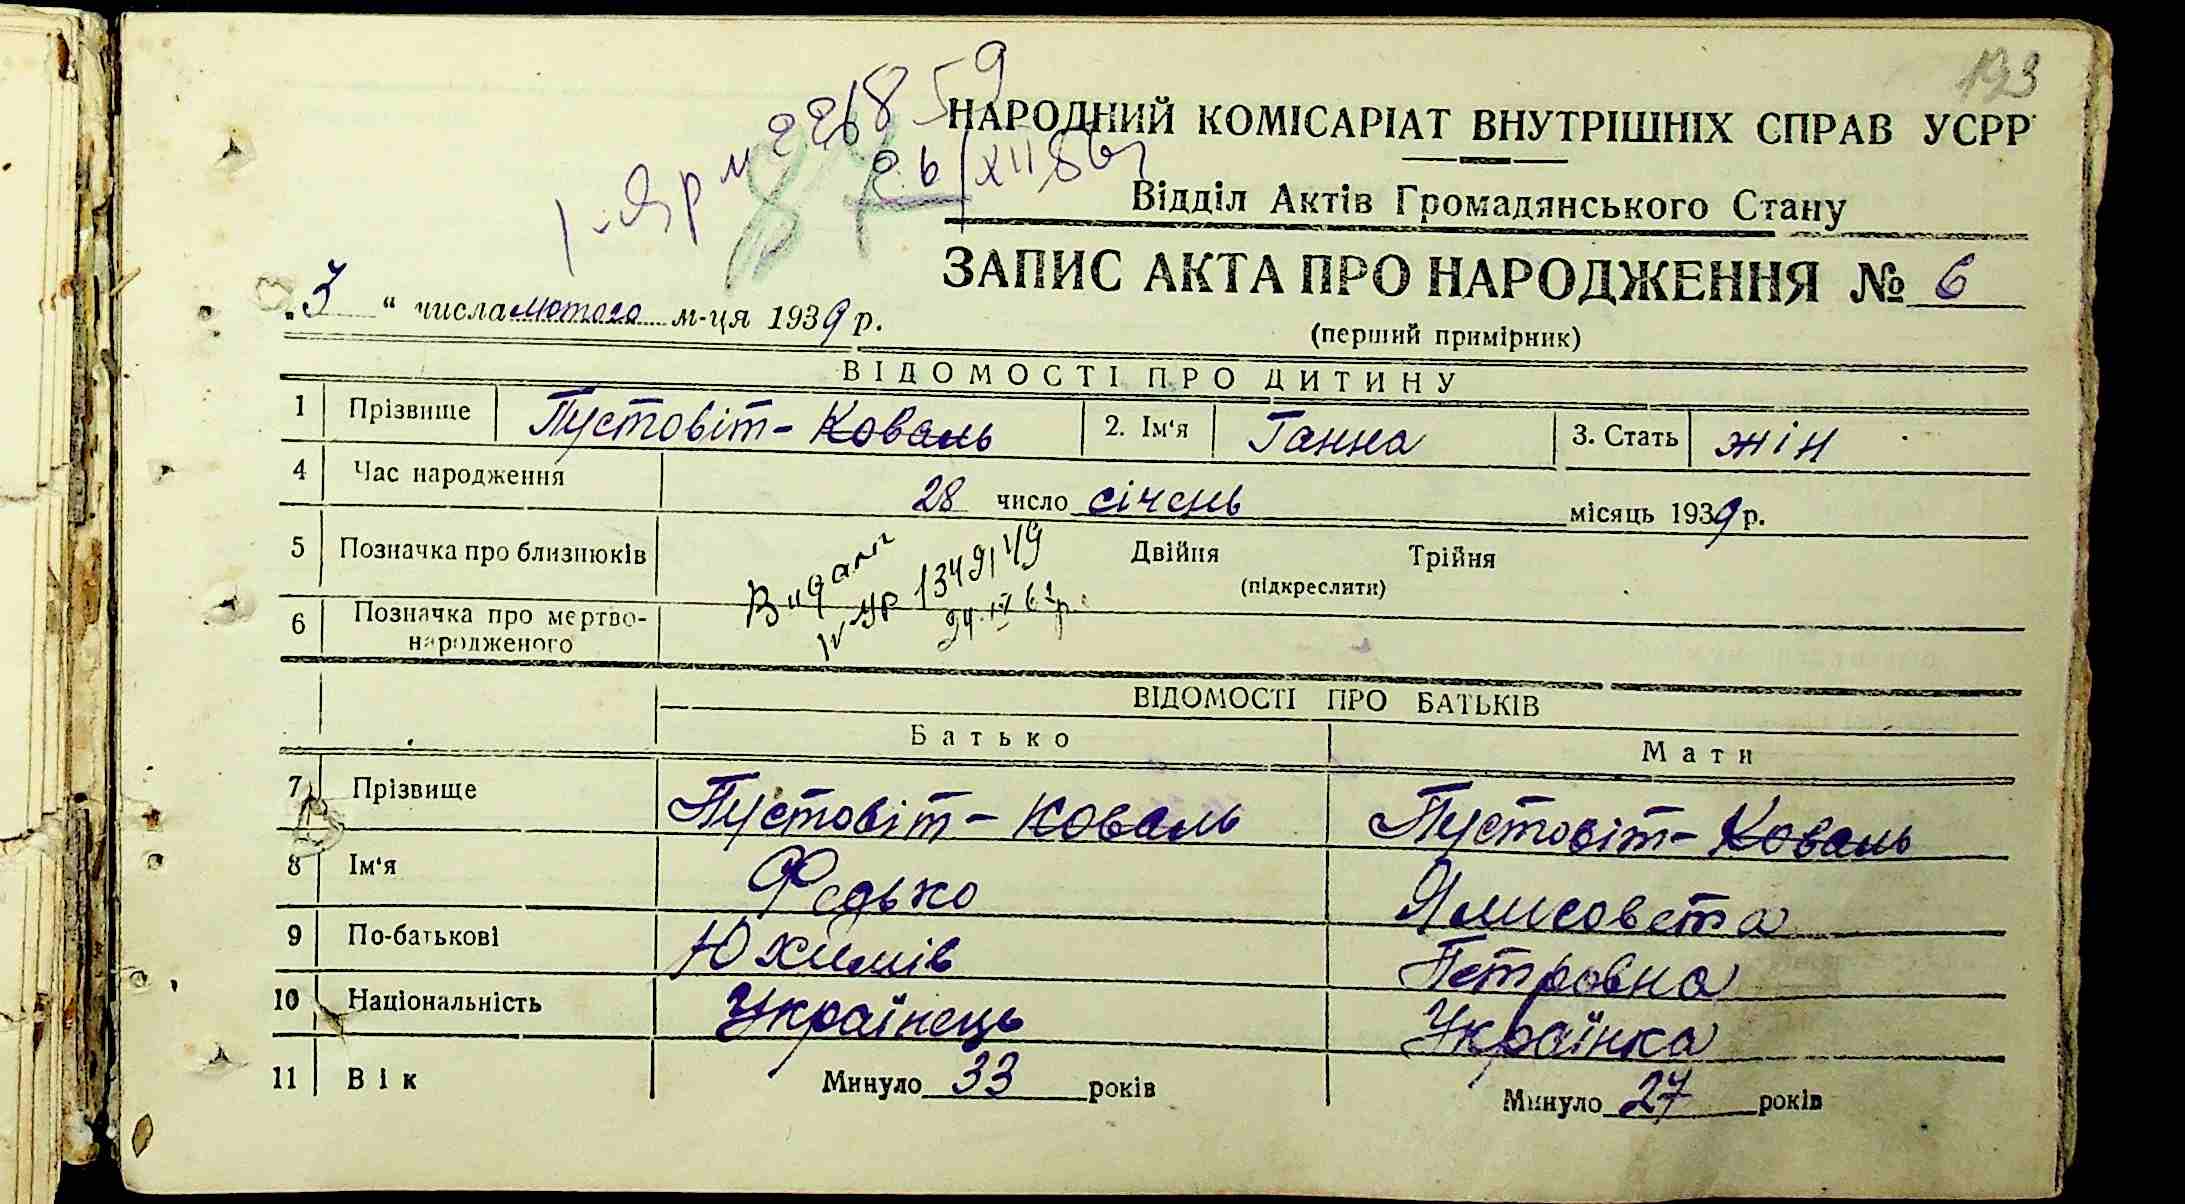 193
НАРОДНИЙ КОМІСАРІАТ ВНУТРІШНІХ СПРАВ УСРР
Відділ Актів Громадянського Стану
ЗАПИС АКТА ПРО НАРОДЖЕННЯ № 6
(перший примірник)
„3“ числа лютого м-ця 1939 р.
ВІДОМОСТІ ПРО ДИТИНУ
1 Прізвище Пустовіт-Коваль 2. Ім‘я Ганна 3. Стать жін
4 Час народження 28 число січень місяць 1939 р.
5 Позначка про близнюків Двійня Трійня
(підкреслити)
6 Позначка про мертво-
народженого
ВІДОМОСТІ ПРО БАТЬКІВ
Батько Мати
7 Прізвище Пустовіт-Коваль Пустовіт-Коваль
8 Ім‘я Федько Ялисовета
9 По-батькові Юхимів Петровна
10 Національність Українець Українка
11 Вік Минуло 33 років Минуло 27 років